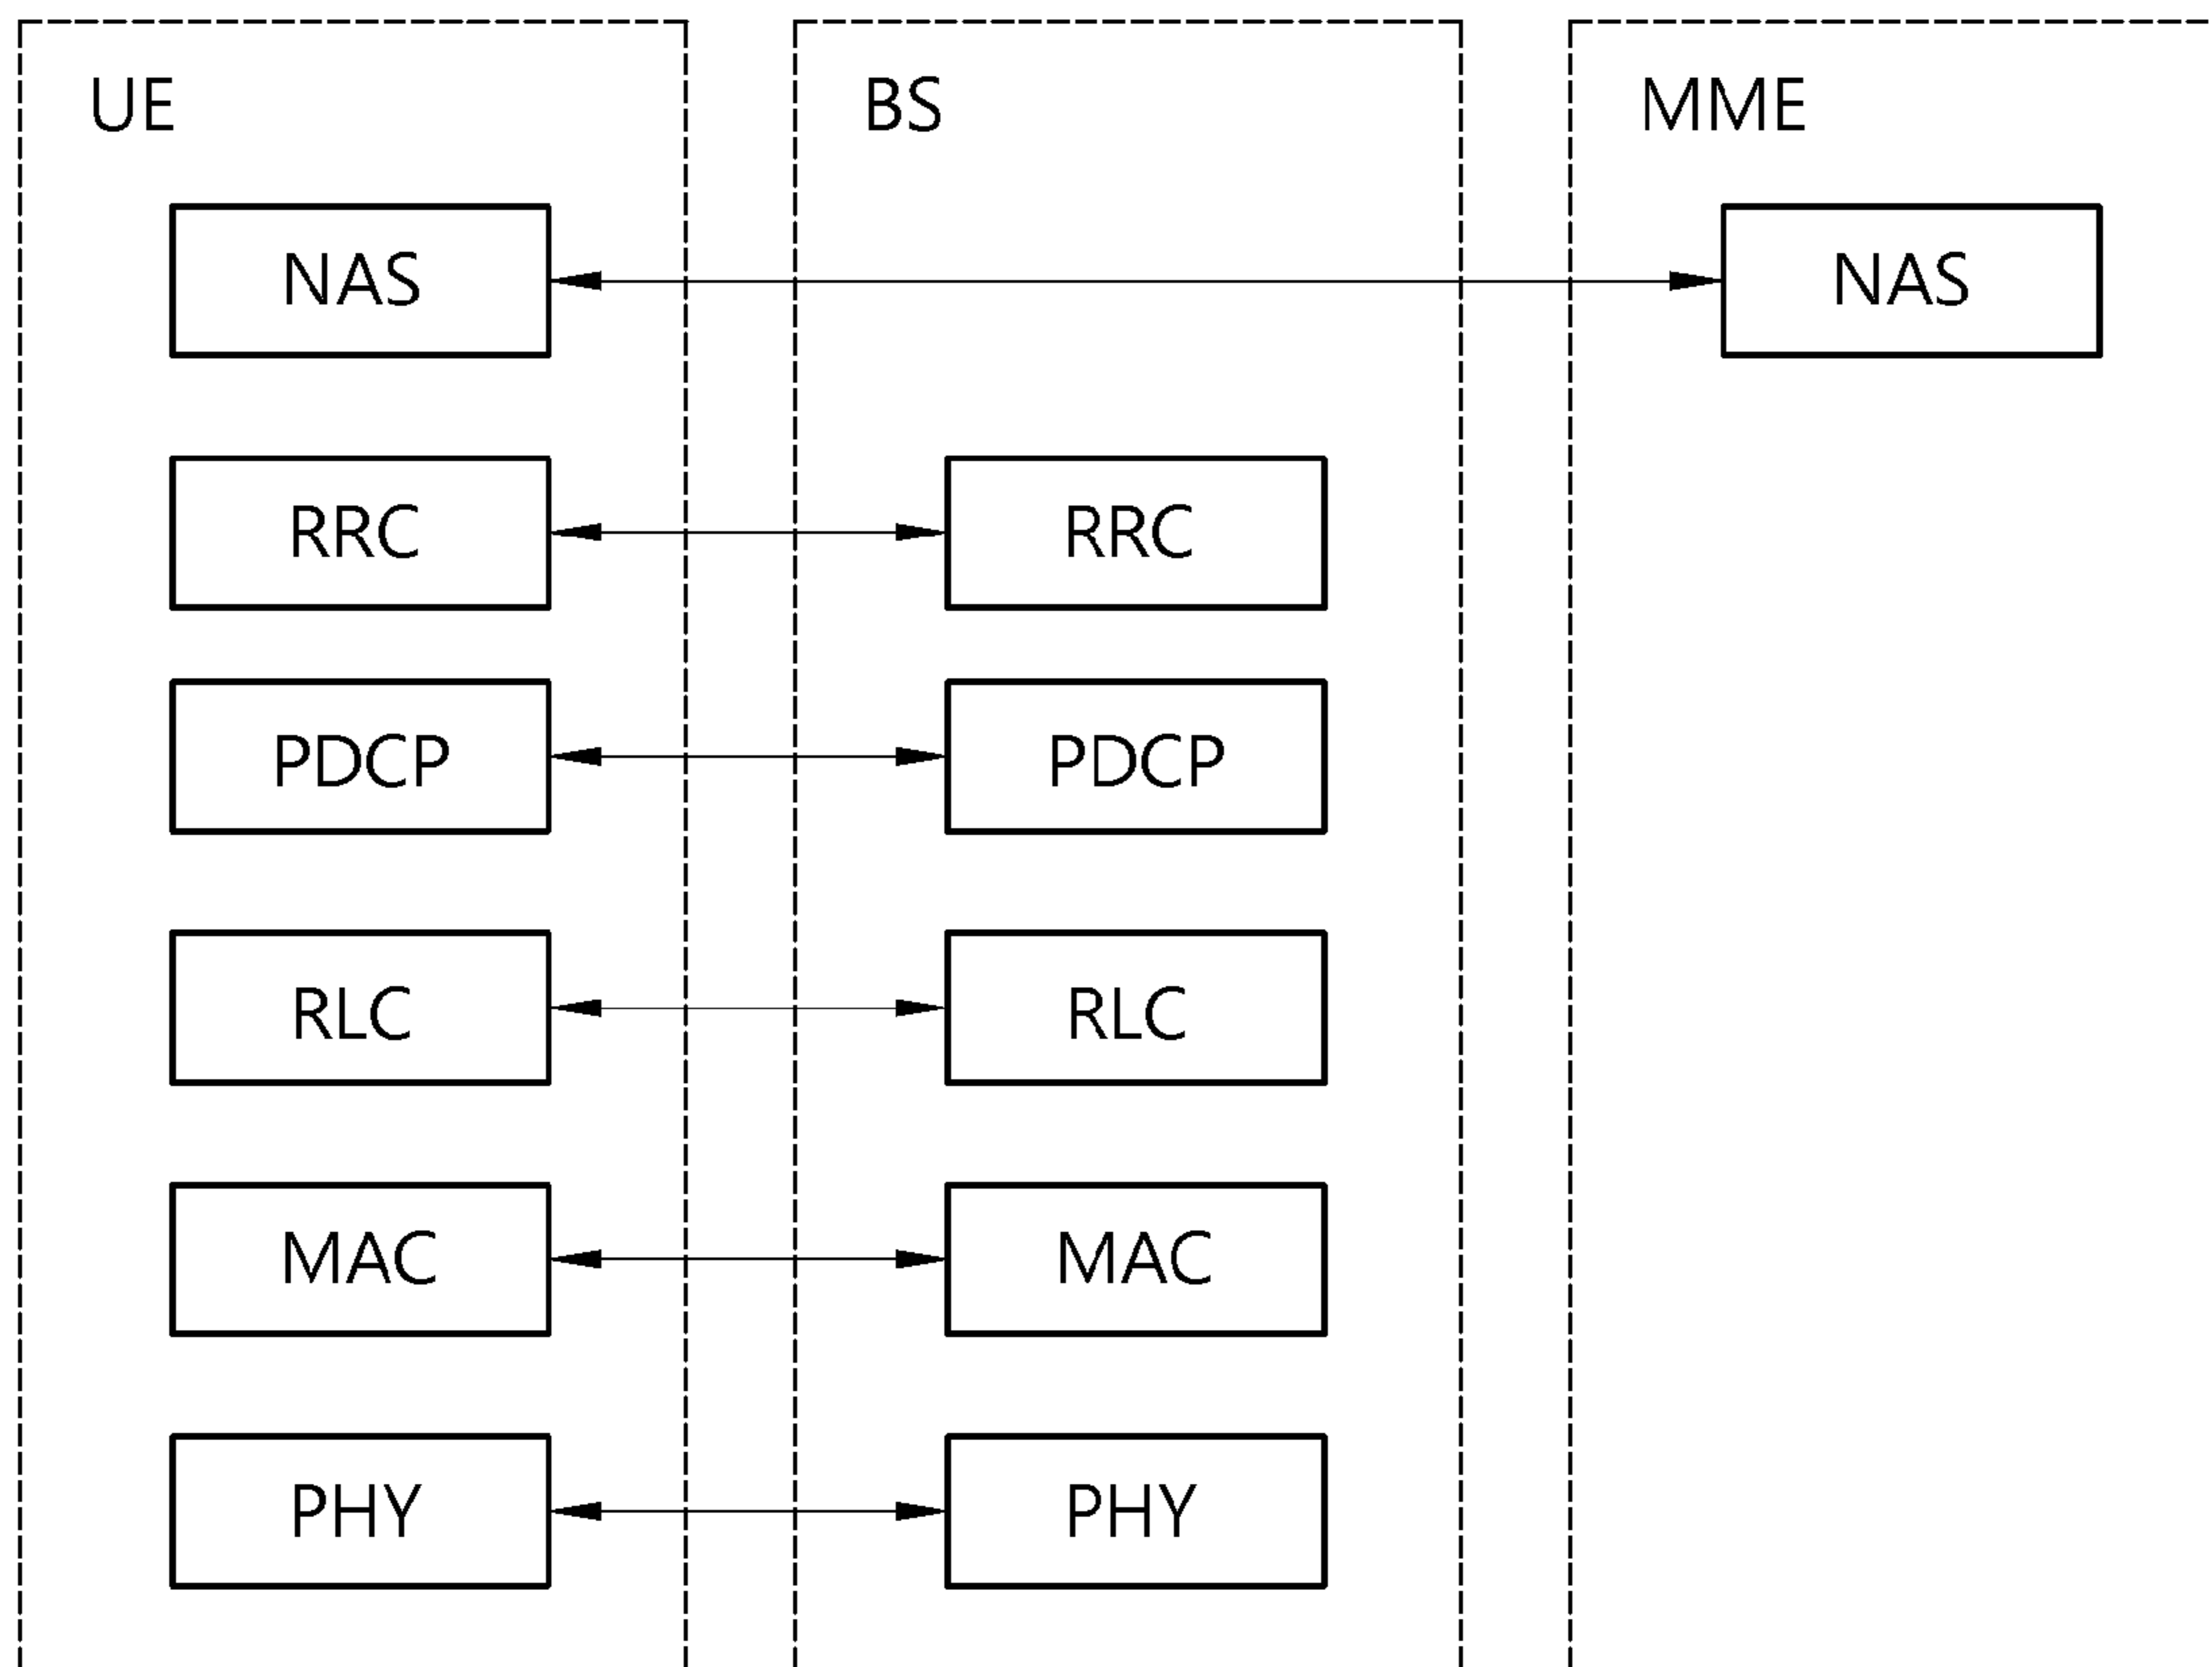 UE BS MME
NAS NAS
RRC RRC
PDCP PDCP
RLC RLC
MAC MAC
PHY PHY